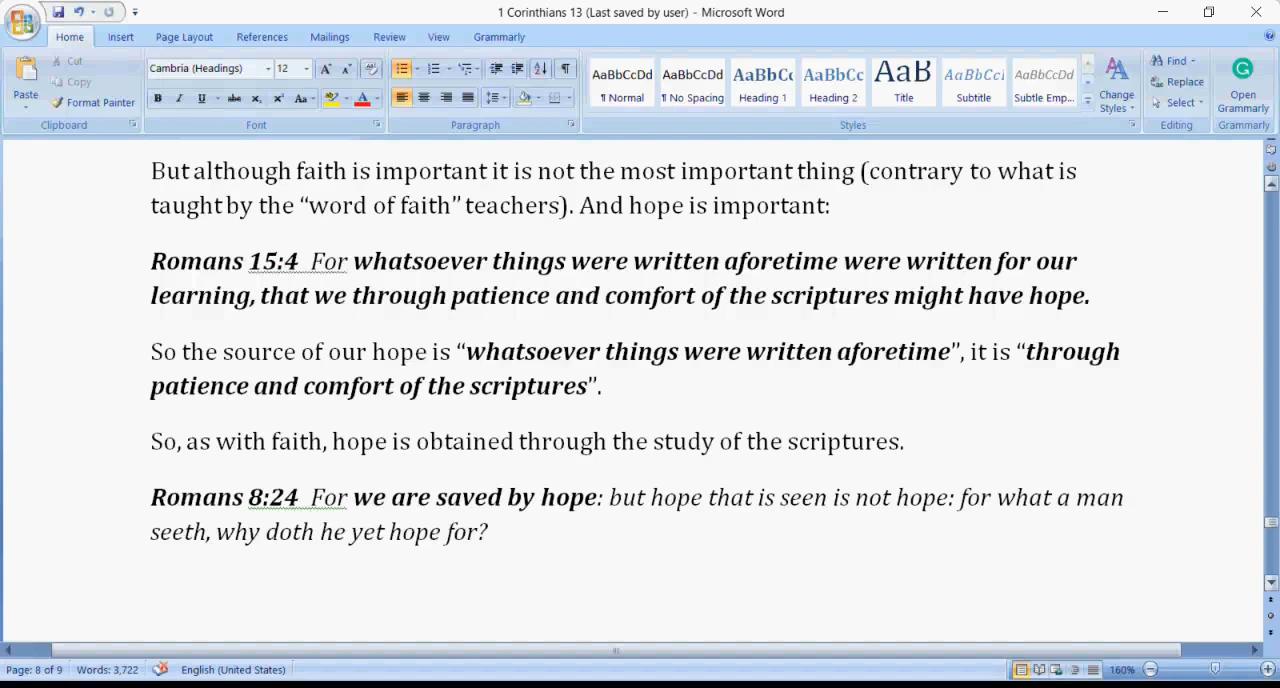 1 Corinthians 13 (Last saved by user) - Microsoft Word
Home Insert Page Layout References Mailings Review View Grammarly
Cut
Copy
Paste
Format Painter
Clipboard
Cambria (Headings) 12
Font
Paragraph
AaBbCcDd AaBbCcDd AaBbCc AaBbCc AaB AaBbCcl AaBbCcDd
¶ Normal ¶ No Spacing Heading 1 Heading 2 Title Subtitle Subtle Emp...
Change
Styles
Styles
Find
Replace
Select
Editing
Open
Grammarly
Grammarly
But although faith is important it is not the most important thing (contrary to what is
taught by the “word of faith” teachers). And hope is important:
Romans 15:4 For whatsoever things were written aforetime were written for our
learning, that we through patience and comfort of the scriptures might have hope.
So the source of our hope is “whatsoever things were written aforetime”, it is “through
patience and comfort of the scriptures”.
So, as with faith, hope is obtained through the study of the scriptures.
Romans 8:24 For we are saved by hope: but hope that is seen is not hope: for what a man
seeth, why doth he yet hope for?
Page: 8 of 9 Words: 3,722 English (United States) 160%